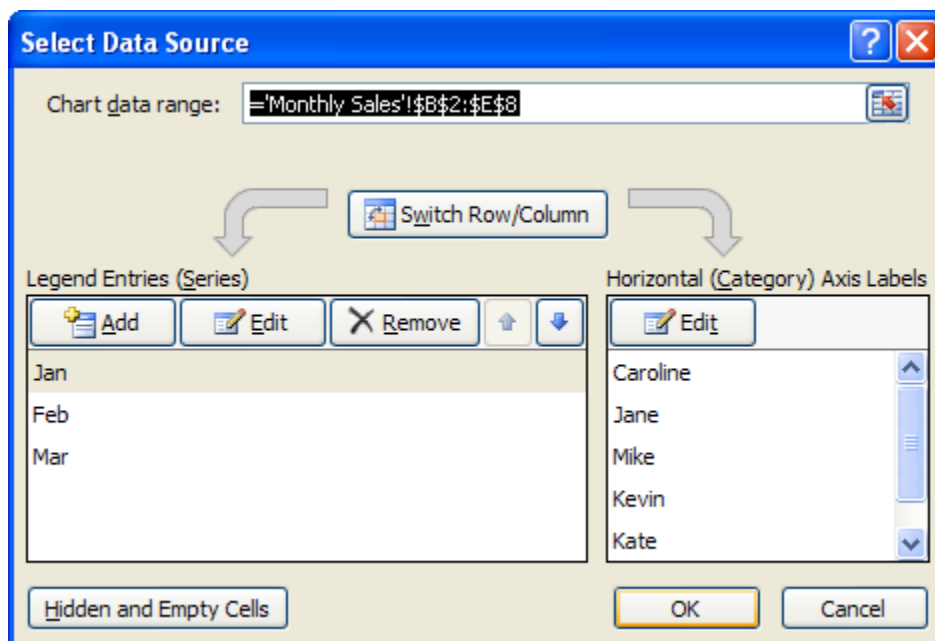 Select Data Source
Chart data range: ='Monthly Sales'!$B$2:$E$8
Switch Row/Column
Legend Entries (Series)
Add Edit Remove
Jan
Feb
Mar
Horizontal (Category) Axis Labels
Edit
Caroline
Jane
Mike
Kevin
Kate
Hidden and Empty Cells
OK Cancel